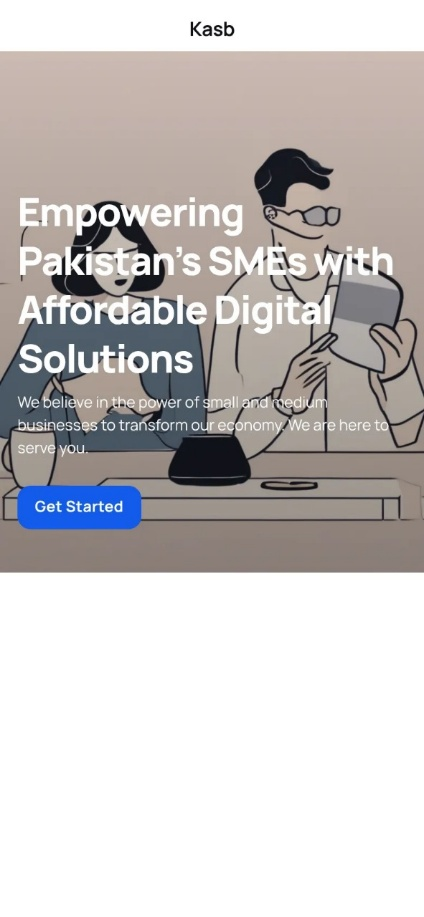 Kasb
Empowering
Pakistan's SMEs with
Affordable Digital
Solutions
We believe in the power of small and medium
businesses to transform our economy. We are here to
serve you.
Get Started